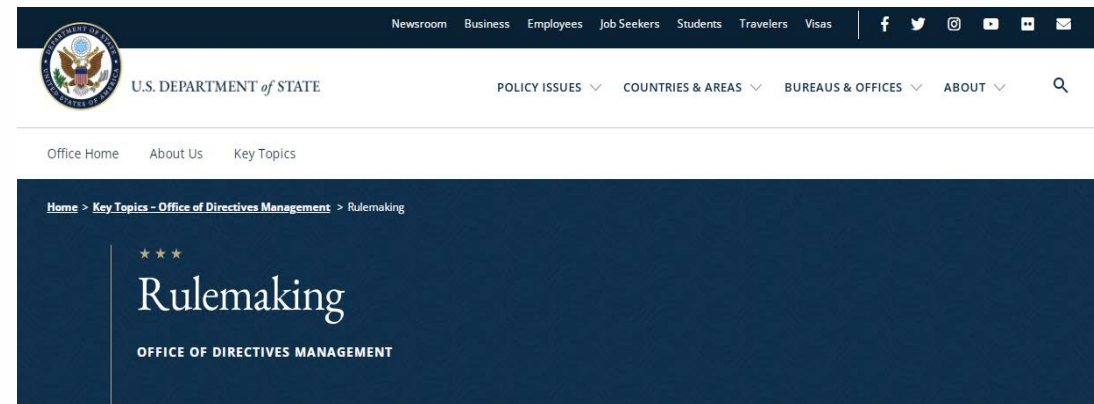 Newsroom Business Employees Job Seekers Students Travelers Visas
U.S. DEPARTMENT of STATE
POLICY ISSUES COUNTRIES & AREAS BUREAUS & OFFICES ABOUT
Office Home About Us Key Topics
Home > Key Topics – Office of Directives Management > Rulemaking
Rulemaking
OFFICE OF DIRECTIVES MANAGEMENT